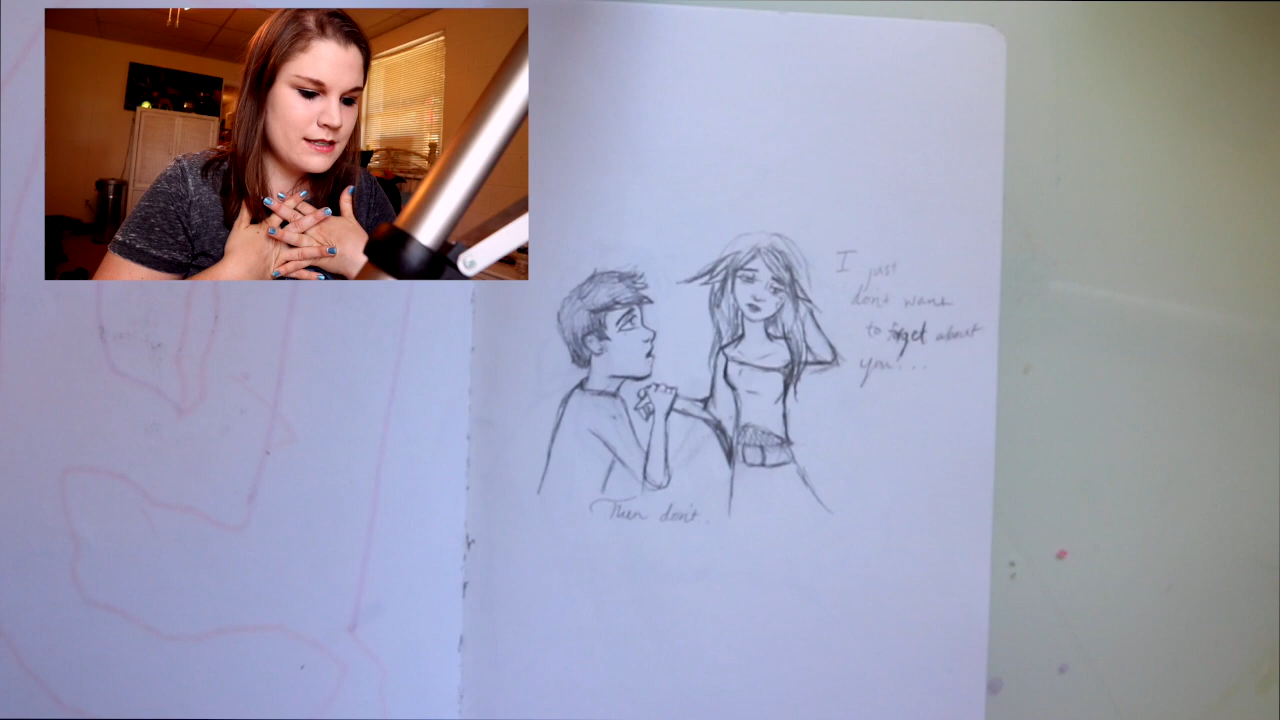 I
just
don't want
to forget about
you...
Then don't.